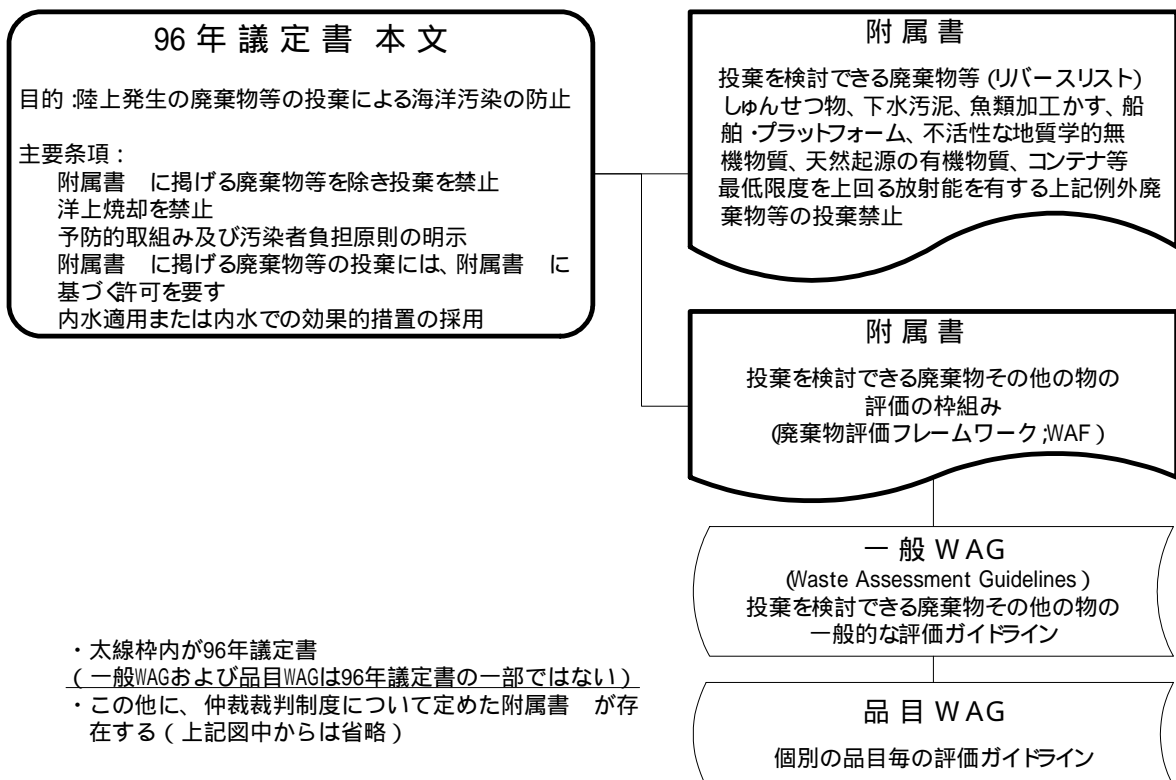 96年議定書 本文
目的:陸上発生の廃棄物等の投棄による海洋汚染の防止
主要条項:
附属書 に掲げる廃棄物等を除き投棄を禁止
洋上焼却を禁止
予防的取組み及び汚染者負担原則の明示
附属書 に掲げる廃棄物等の投棄には、附属書 に
基づく許可を要す
内水適用または内水での効果的措置の採用
附属書
投棄を検討できる廃棄物等(リバースリスト)
しゅんせつ物、下水汚泥、魚類加工かす、船
舶・プラットフォーム、不活性な地質学的無
機物質、天然起源の有機物質、コンテナ等
最低限度を上回る放射能を有する上記例外廃
棄物等の投棄禁止
附属書
投棄を検討できる廃棄物その他の物の
評価の枠組み
(廃棄物評価フレームワーク;WAF)
一般WAG
(Waste Assessment Guidelines)
投棄を検討できる廃棄物その他の物の
一般的な評価ガイドライン
品目WAG
個別の品目毎の評価ガイドライン
・太線枠内が96年議定書
(一般WAGおよび品目WAGは96年議定書の一部ではない)
・この他に、仲裁裁判制度について定めた附属書 が存
在する(上記図中からは省略)